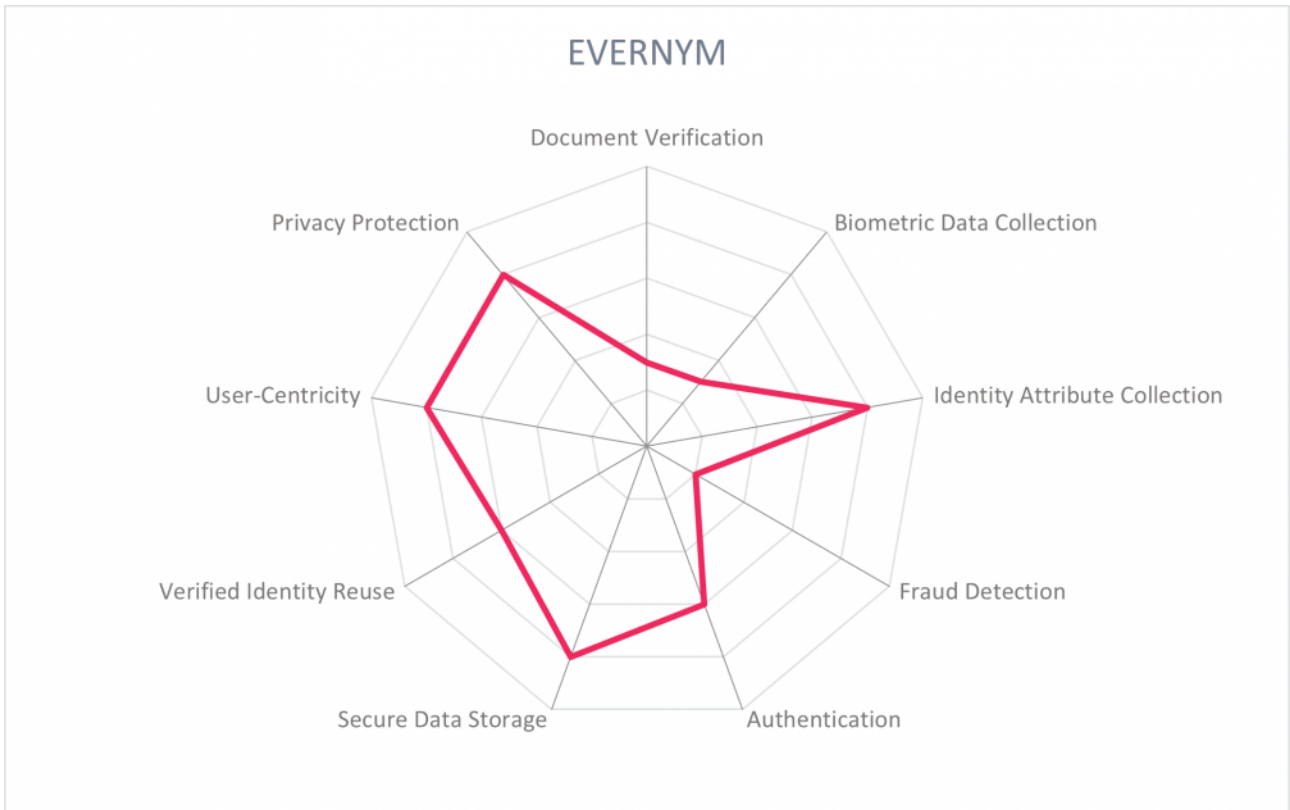 EVERNYM
Document Verification
Privacy Protection
Biometric Data Collection
User-Centricity
Identity Attribute Collection
Verified Identity Reuse
Fraud Detection
Secure Data Storage
Authentication